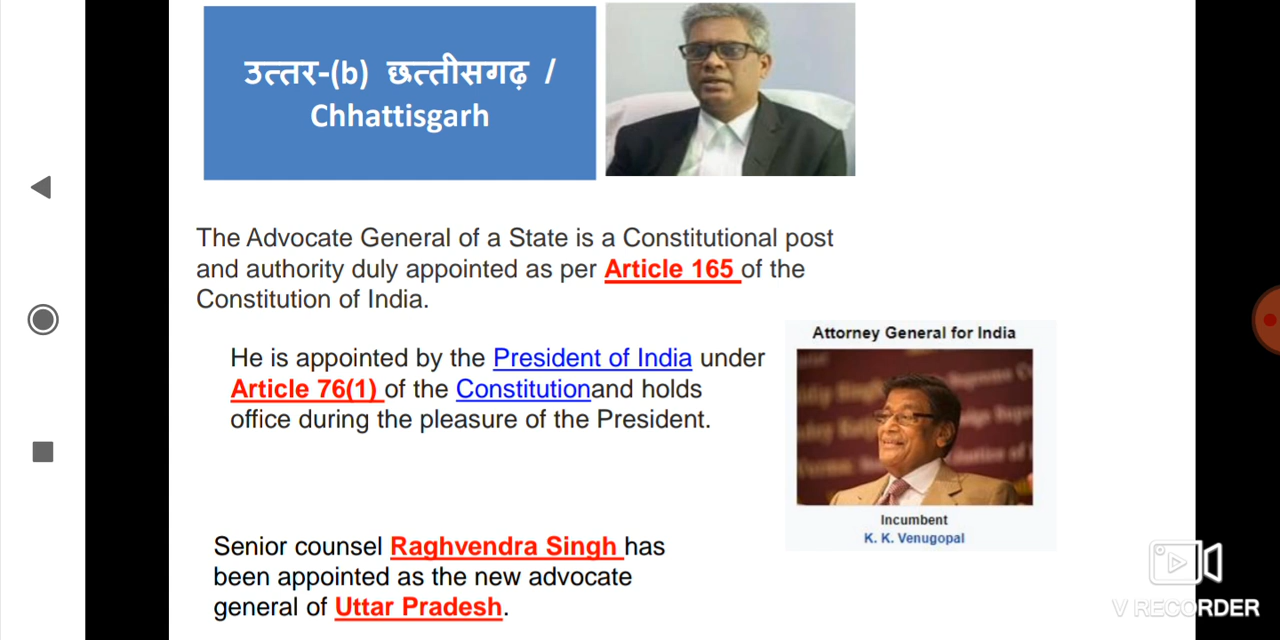 उत्तर-(b) छत्तीसगढ़ /
Chhattisgarh
The Advocate General of a State is a Constitutional post
and authority duly appointed as per Article 165 of the
Constitution of India.
He is appointed by the President of India under
Article 76(1) of the Constitutionand holds
office during the pleasure of the President.
Attorney General for India
Incumbent
K. K. Venugopal
Senior counsel Raghvendra Singh has
been appointed as the new advocate
general of Uttar Pradesh.
V RECORDER